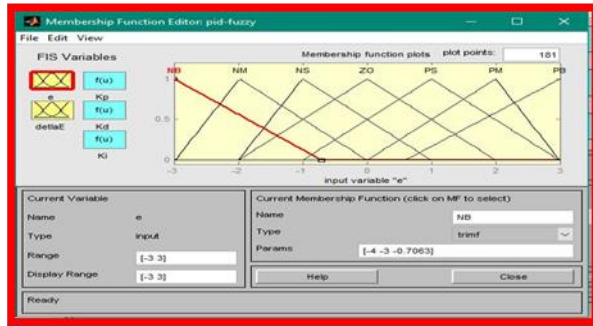 Membership Function Editor: pid-fuzzy
File Edit View
FIS Variables
Membership function plots plot points: 181
f(u)
e Kp
f(u)
detlaE Kd
f(u)
Ki
NB NM NS ZO PS PM PB
1
0.5
0
-3 -2 -1 0 1 2 3
input variable "e"
Current Variable
Name e
Type input
Range [-3 3]
Display Range [-3 3]
Current Membership Function (click on MF to select)
Name NB
Type trimf
Params [-4 -3 -0.7063]
Help Close
Ready